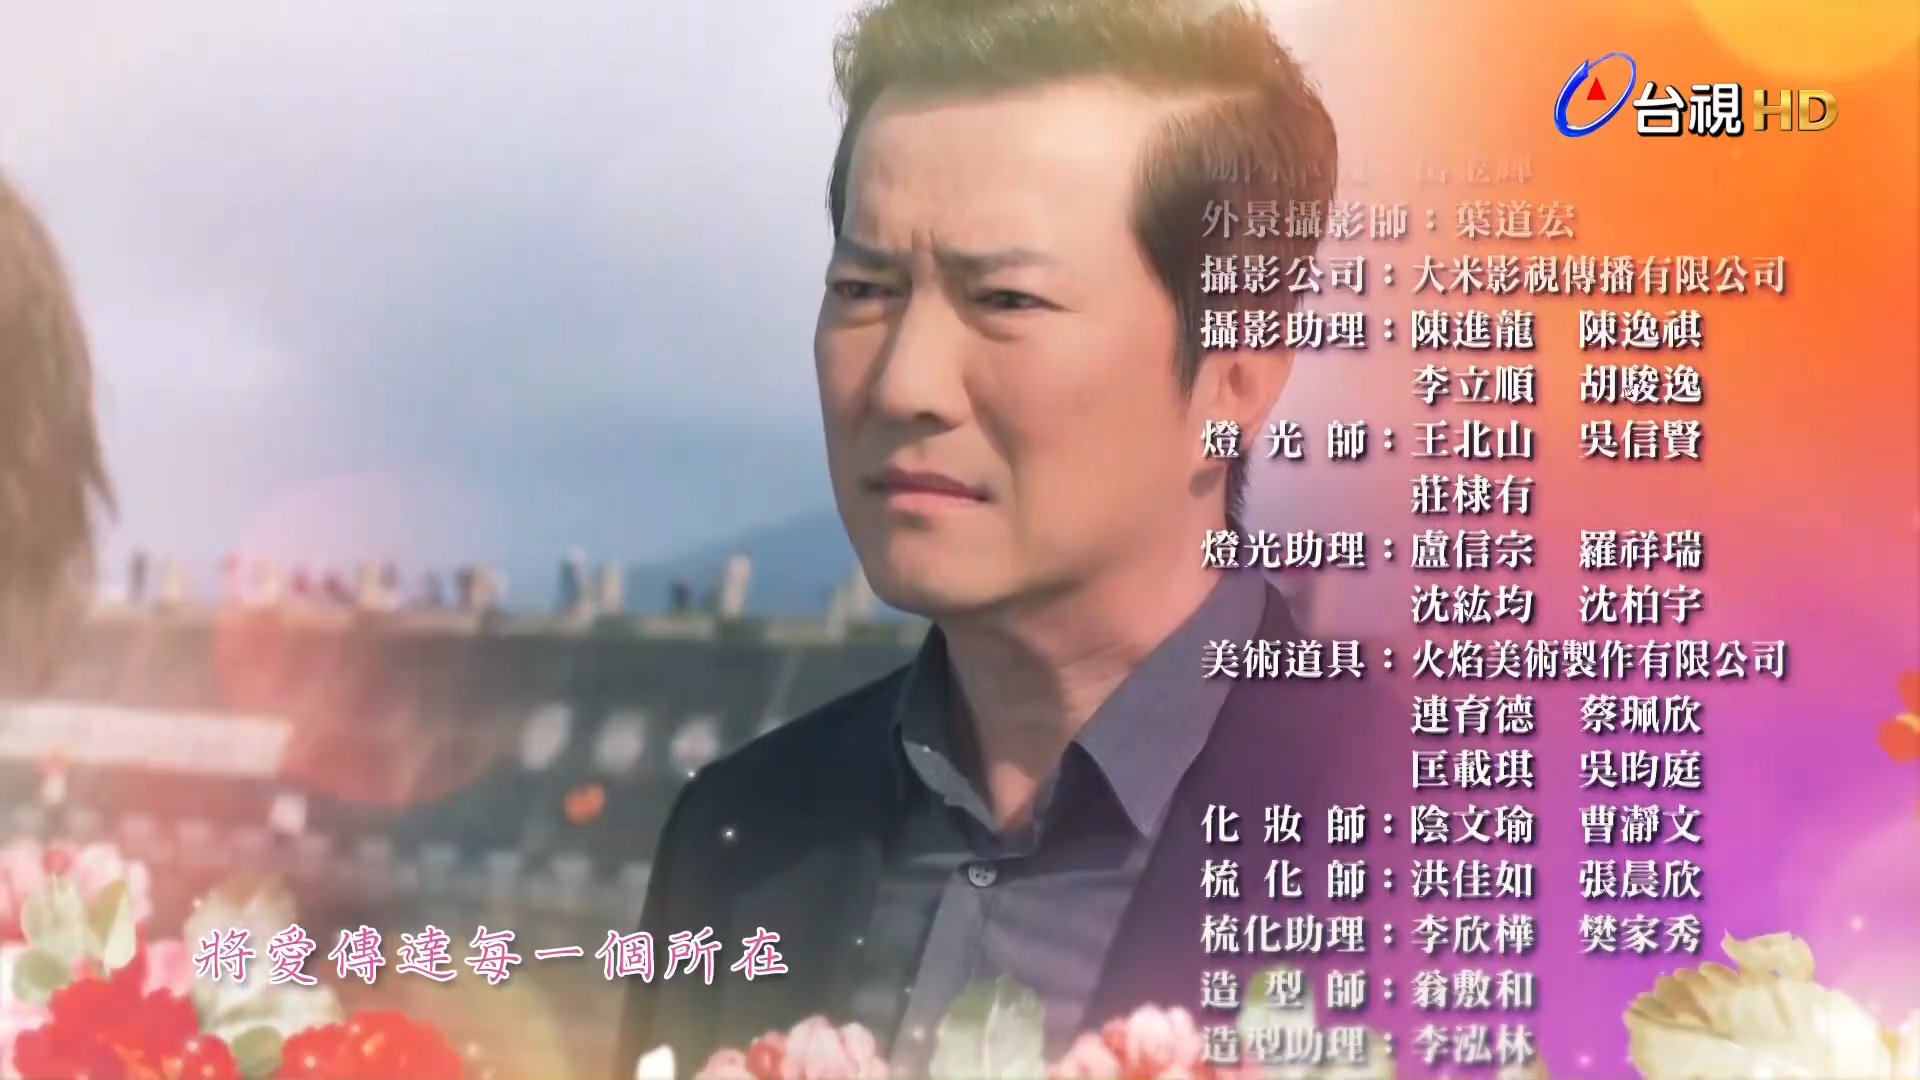 台視HD
外景攝影師：葉道宏
攝影公司：大米影視傳播有限公司
攝影助理：陳進龍　陳逸祺
李立順　胡駿逸
燈光師：王北山　吳信賢
莊棣有
燈光助理：盧信宗　羅祥瑞
沈紘均　沈柏宇
美術道具：火焰美術製作有限公司
連育德　蔡珮欣
匡載琪　吳昀庭
化妝師：陰文瑜　曹瀞文
梳化師：洪佳如　張晨欣
梳化助理：李欣樺　樊家秀
造型師：翁敷和
造型助理：李泓林
將愛傳達每一個所在